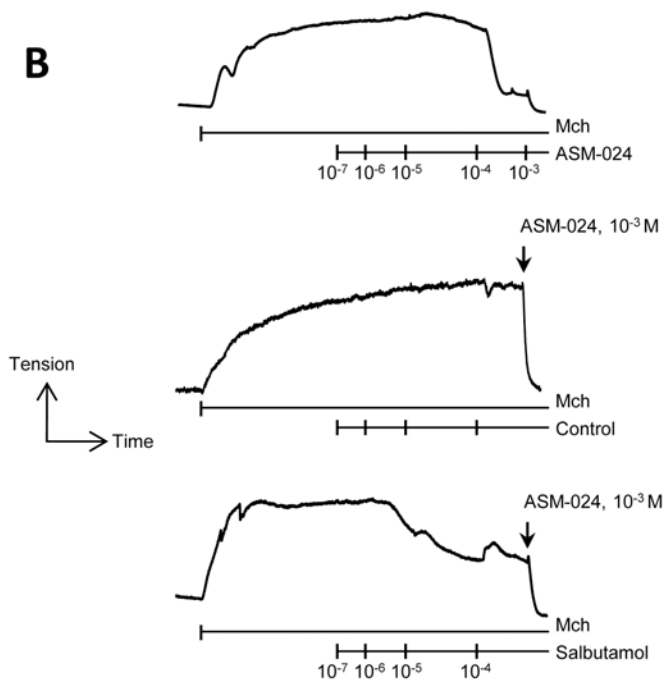 B
Mch
ASM-024
10⁻⁷ 10⁻⁶ 10⁻⁵ 10⁻⁴ 10⁻³
ASM-024, 10⁻³ M
Tension
Time
Mch
Control
ASM-024, 10⁻³ M
Mch
Salbutamol
10⁻⁷ 10⁻⁶ 10⁻⁵ 10⁻⁴